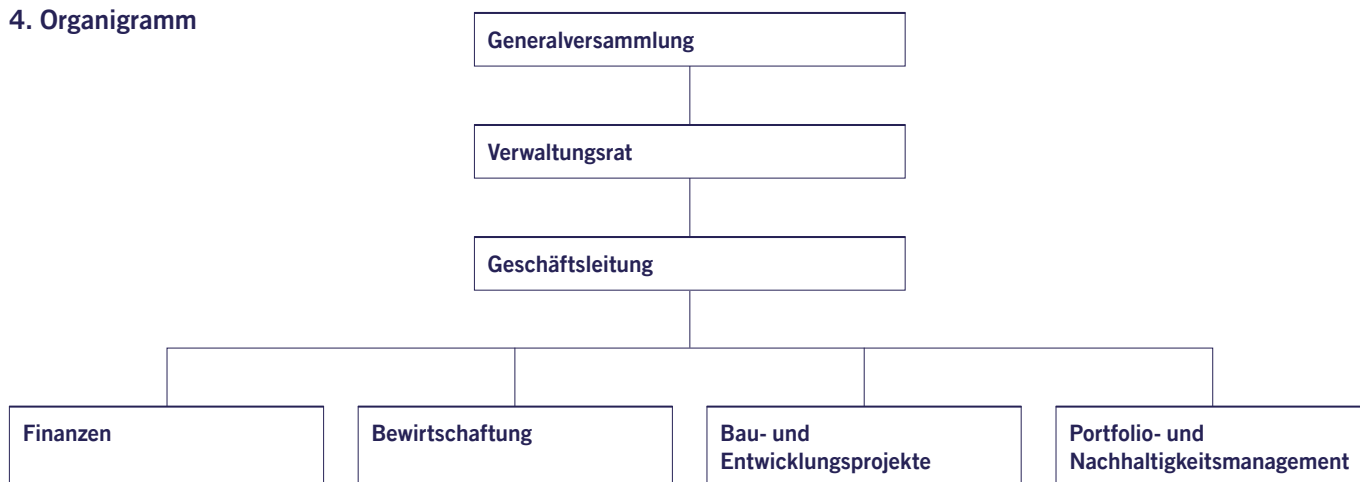 4. Organigramm
Generalversammlung
Verwaltungsrat
Geschäftsleitung
Finanzen
Bewirtschaftung
Bau- und
Entwicklungsprojekte
Portfolio- und
Nachhaltigkeitsmanagement